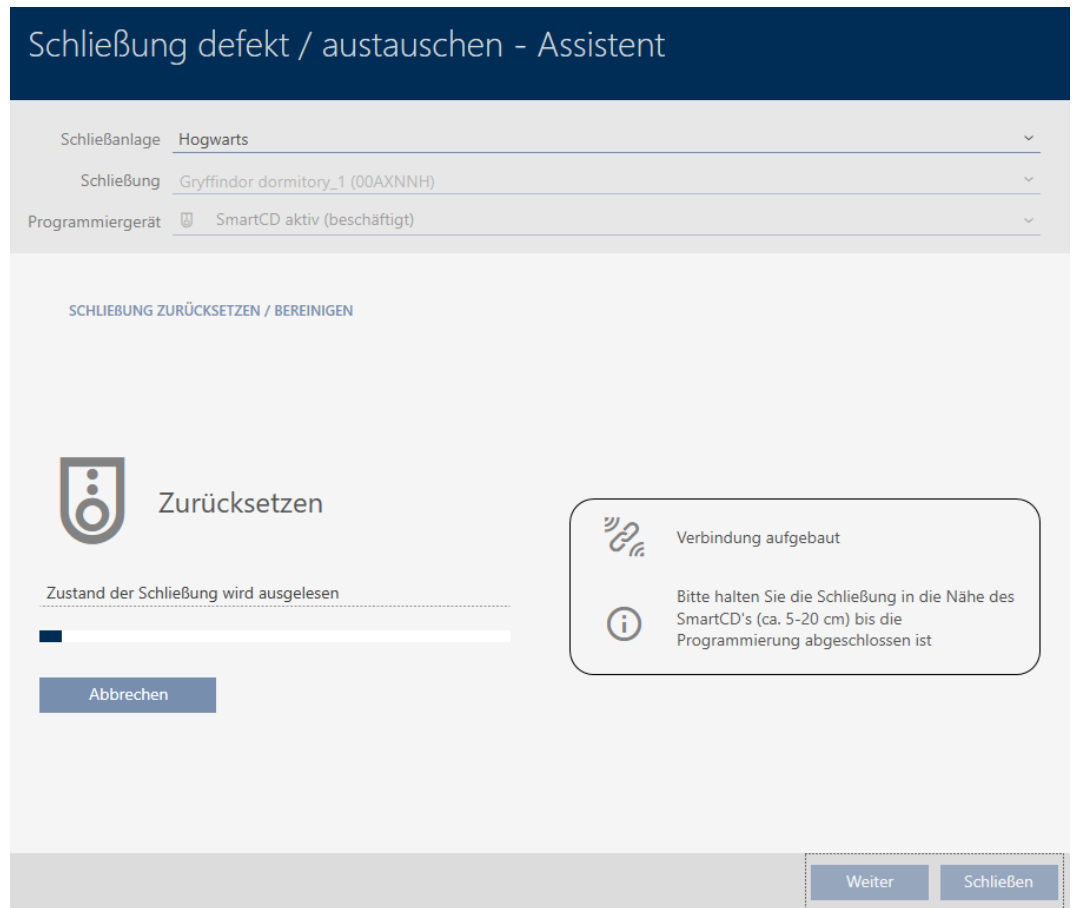 Schließung defekt / austauschen - Assistent
Schließanlage Hogwarts
Schließung Gryffindor dormitory_1 (00AXNNH)
Programmiergerät SmartCD aktiv (beschäftigt)
SCHLIEßUNG ZURÜCKSETZEN / BEREINIGEN
Zurücksetzen
Zustand der Schließung wird ausgelesen
Abbrechen
Verbindung aufgebaut
Bitte halten Sie die Schließung in die Nähe des
SmartCD's (ca. 5-20 cm) bis die
Programmierung abgeschlossen ist
Weiter Schließen